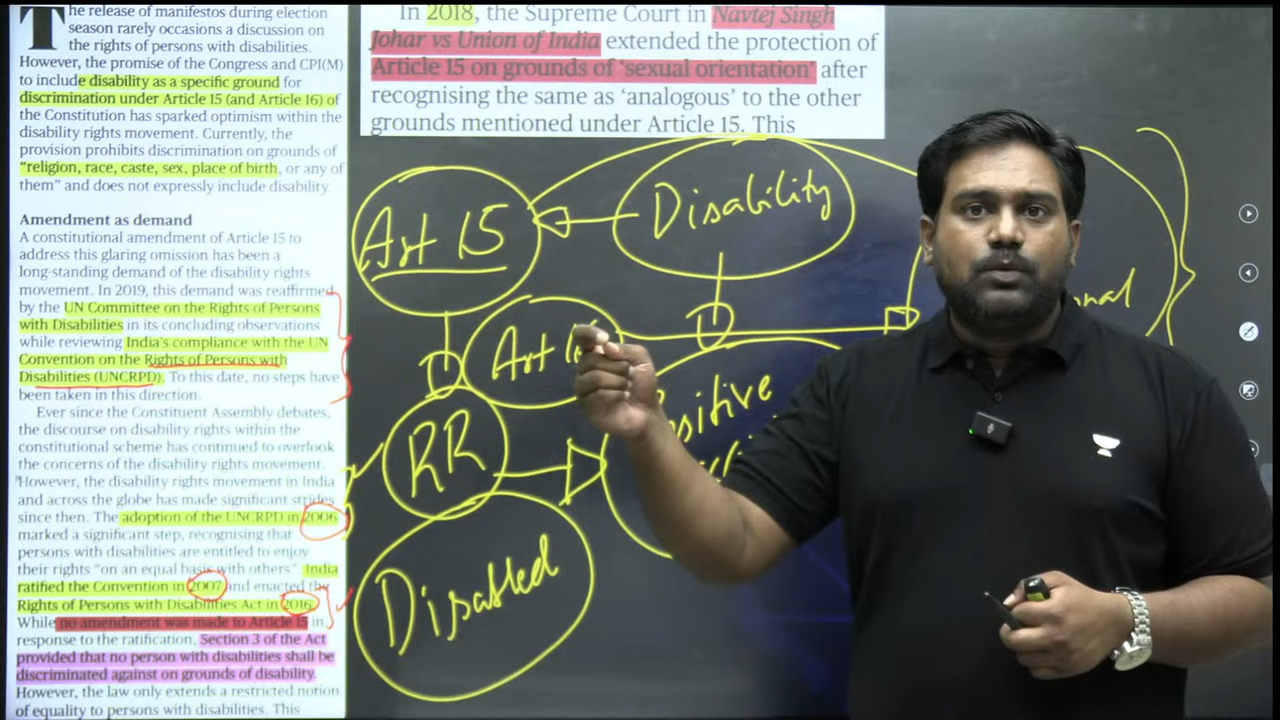 The release of manifestos during election
season rarely occasions a discussion on
the rights of persons with disabilities.
However, the promise of the Congress and CPI(M)
to include disability as a specific ground for
discrimination under Article 15 (and Article 16) of
the Constitution has sparked optimism within the
disability rights movement. Currently, the
provision prohibits discrimination on grounds of
“religion, race, caste, sex, place of birth, or any of
them” and does not expressly include disability.
Amendment as demand
A constitutional amendment of Article 15 to
address this glaring omission has been a
long-standing demand of the disability rights
movement. In 2019, this demand was reaffirmed
by the UN Committee on the Rights of Persons
with Disabilities in its concluding observations
while reviewing India’s compliance with the UN
Convention on the Rights of Persons with
Disabilities (UNCRPD). To this date, no steps have
been taken in this direction.
Ever since the Constituent Assembly debates,
the discourse on disability rights within the
constitutional scheme has continued to overlook
the concerns of the disability rights movement.
However, the disability rights movement in India
and across the globe has made significant strides
since then. The adoption of the UNCRPD in 2006
marked a significant step, recognising that
persons with disabilities are entitled to enjoy
their rights “on an equal basis with others”. India
ratified the Convention in 2007 and enacted the
Rights of Persons with Disabilities Act in 2016.
While no amendment was made to Article 15 in
response to the ratification, Section 3 of the Act
provided that no person with disabilities shall be
discriminated against on grounds of disability.
However, the law only extends a restricted notion
of equality to persons with disabilities. This
In 2018, the Supreme Court in Navtej Singh
Johar vs Union of India extended the protection of
Article 15 on grounds of ‘sexual orientation’ after
recognising the same as ‘analogous’ to the other
grounds mentioned under Article 15. This
Art 15
Disability
Art
RR
Disabled